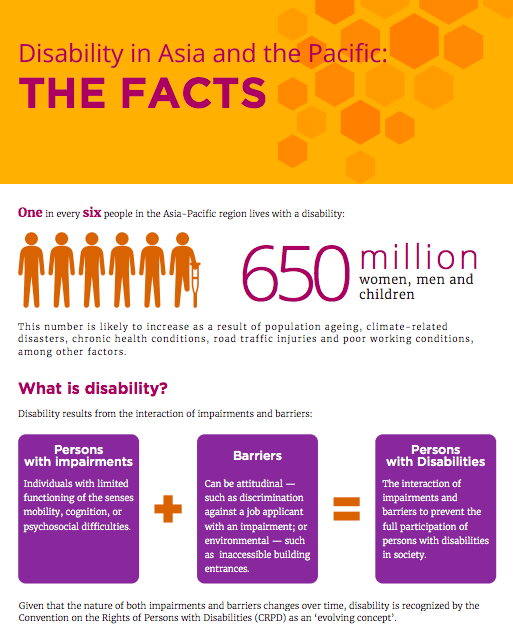 Disability in Asia and the Pacific:
THE FACTS
One in every six people in the Asia-Pacific region lives with a disability:
650 million
women, men and
children
This number is likely to increase as a result of population ageing, climate-related
disasters, chronic health conditions, road traffic injuries and poor working conditions,
among other factors.
What is disability?
Disability results from the interaction of impairments and barriers:
Persons
with impairments
Individuals with limited
functioning of the senses
mobility, cognition, or
psychosocial difficulties.
+
Barriers
Can be attitudinal —
such as discrimination
against a job applicant
with an impairment; or
environmental — such
as inaccessible building
entrances.
=
Persons
with Disabilities
The interaction of
impairments and
barriers to prevent the
full participation of
persons with disabilities
in society.
Given that the nature of both impairments and barriers changes over time, disability is recognized by the
Convention on the Rights of Persons with Disabilities (CRPD) as an ‘evolving concept’.